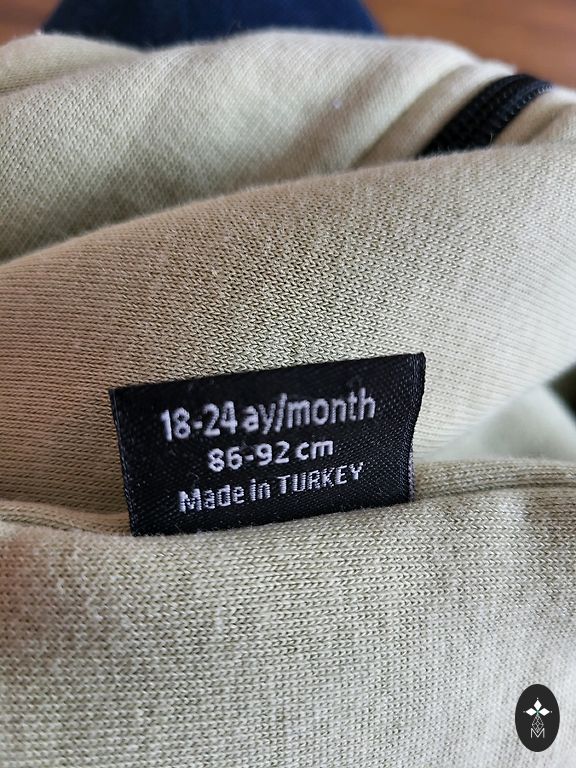 18-24 ay/month
86-92 cm
Made in TURKEY
M